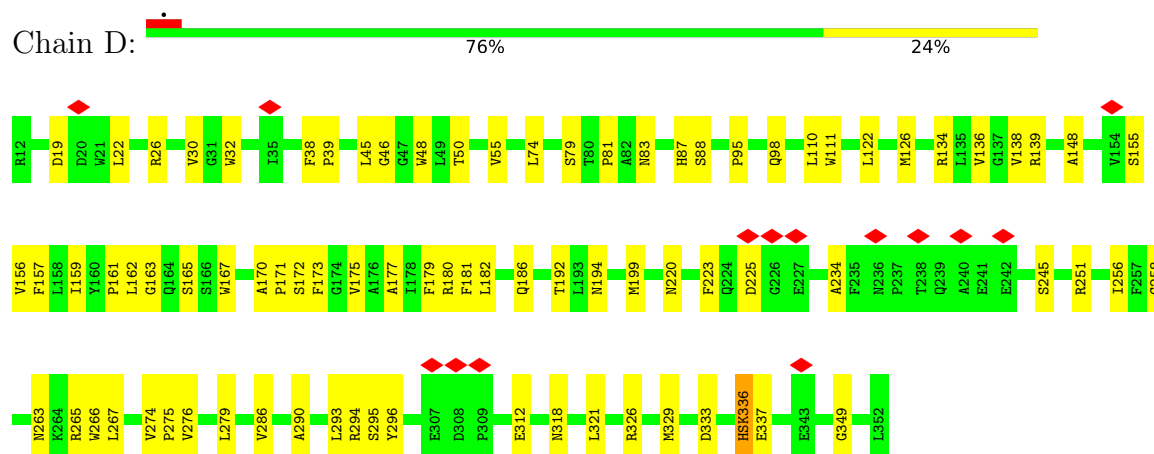 Chain D:
76%
24%
R12 D19 D20 W21 L22 R26 V30 G31 W32 I35 F38 P39 L45 G46 G47 W48 L49 T50 V55 L74 S79 T80 P81 A82 N83 H87 S88 P95 Q98 L110 W111 L122 M126 R134 L135 V136 G137 V138 R139 A148 V154 S155
V156 F157 L158 I159 Y160 P161 L162 G163 Q164 S165 S166 W167 A170 P171 S172 F173 G174 V175 A176 A177 I178 F179 R180 F181 L182 Q186 T192 L193 N194 M199 N220 F223 Q224 D225 G226 E227 A234 F235 N236 P237 T238 Q239 A240 E241 E242 S245 R251 I256 F257
N263 K264 R265 W266 L267 V274 P275 V276 L279 V286 A290 L293 R294 S295 Y296 E307 D308 P309 E312 N318 L321 R326 M329 D333 HSK336 E337 E343 G349 L352